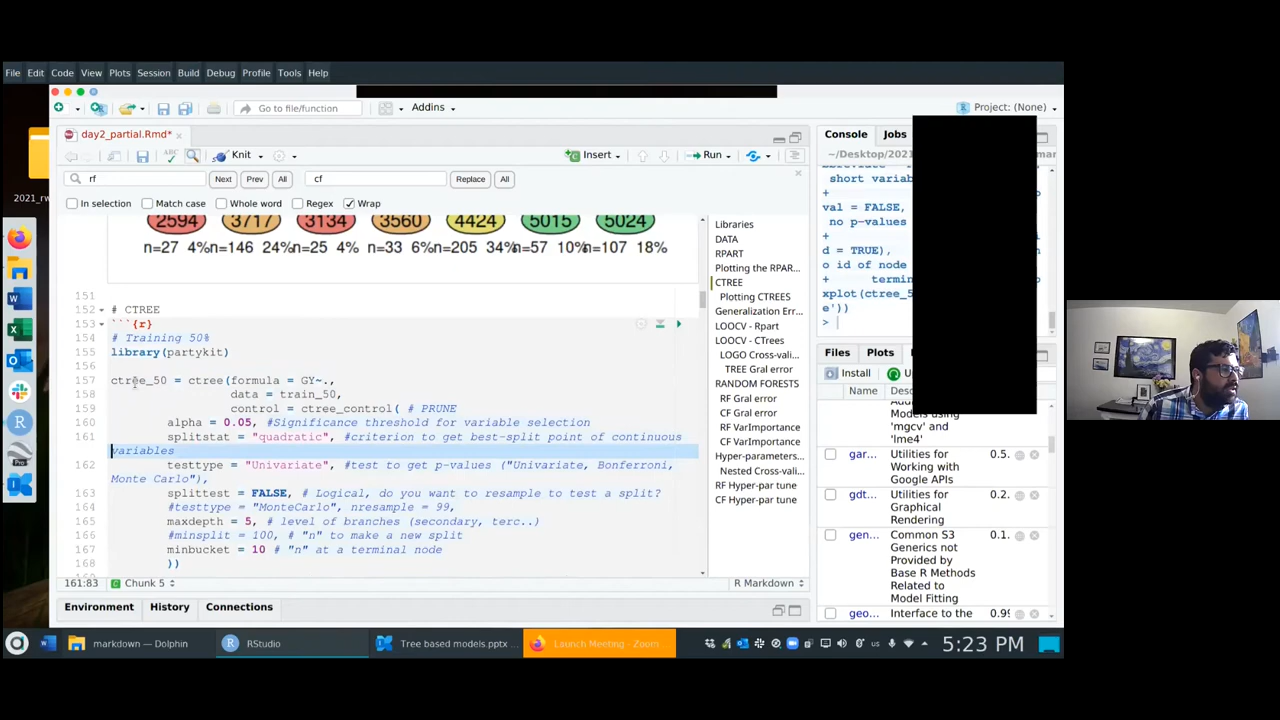 File Edit Code View Plots Session Build Debug Profile Tools Help
Go to file/function
Addins
Project: (None)
day2_partial.Rmd*
ABC
Knit
Insert
Run
rf
Next
Prev
All
cf
Replace
All
In selection
Match case
Whole word
Regex
Wrap
2594 3717 3134 3560 4424 5015 5024
n=27 4% n=146 24% n=25 4% n=33 6% n=205 34% n=57 10% n=107 18%
151
152 # CTREE
153 ```{r}
154 # Training 50%
155 library(partykit)
156
157 ctree_50 = ctree(formula = GY~.,
158 data = train_50,
159 control = ctree_control( # PRUNE
160 alpha = 0.05, #Significance threshold for variable selection
161 splitstat = "quadratic", #criterion to get best-split point of continuous
variables
162 testtype = "Univariate", #test to get p-values ("Univariate, Bonferroni,
Monte Carlo"),
163 splittest = FALSE, # Logical, do you want to resample to test a split?
164 #testtype = "MonteCarlo", nresample = 99,
165 maxdepth = 5, # level of branches (secondary, terc..)
166 #minsplit = 100, # "n" to make a new split
167 minbucket = 10 # "n" at a terminal node
168 ))
161:83
Chunk 5
R Markdown
Environment
History
Connections
Libraries
DATA
RPART
Plotting the RPAR...
CTREE
Plotting CTREES
Generalization Err...
LOOCV - Rpart
LOOCV - CTrees
LOGO Cross-vali...
TREE Gral error
RANDOM FORESTS
RF Gral error
CF Gral error
RF VarImportance
CF VarImportance
Hyper-parameters...
Nested Cross-vali...
RF Hyper-par tune
CF Hyper-par tune
Console
Jobs
~/Desktop/2021
short variab
+
val = FALSE,
no p-values
+
d = TRUE),
o id of node
+ termin
xplot(ctree_5
e'))
>
Files
Plots
Install
Name
Models using
'mgcv' and
'lme4'
gar...
Utilities for
Working with
Google APIs
0.5.
gdt...
Utilities for
Graphical
Rendering
0.2.
gen...
Common S3
Generics not
Provided by
Base R Methods
Related to
Model Fitting
0.1.
geo...
Interface to the
0.99
2021_rw
markdown — Dolphin
RStudio
Tree based models.pptx ...
Launch Meeting - Zoom
us
5:23 PM